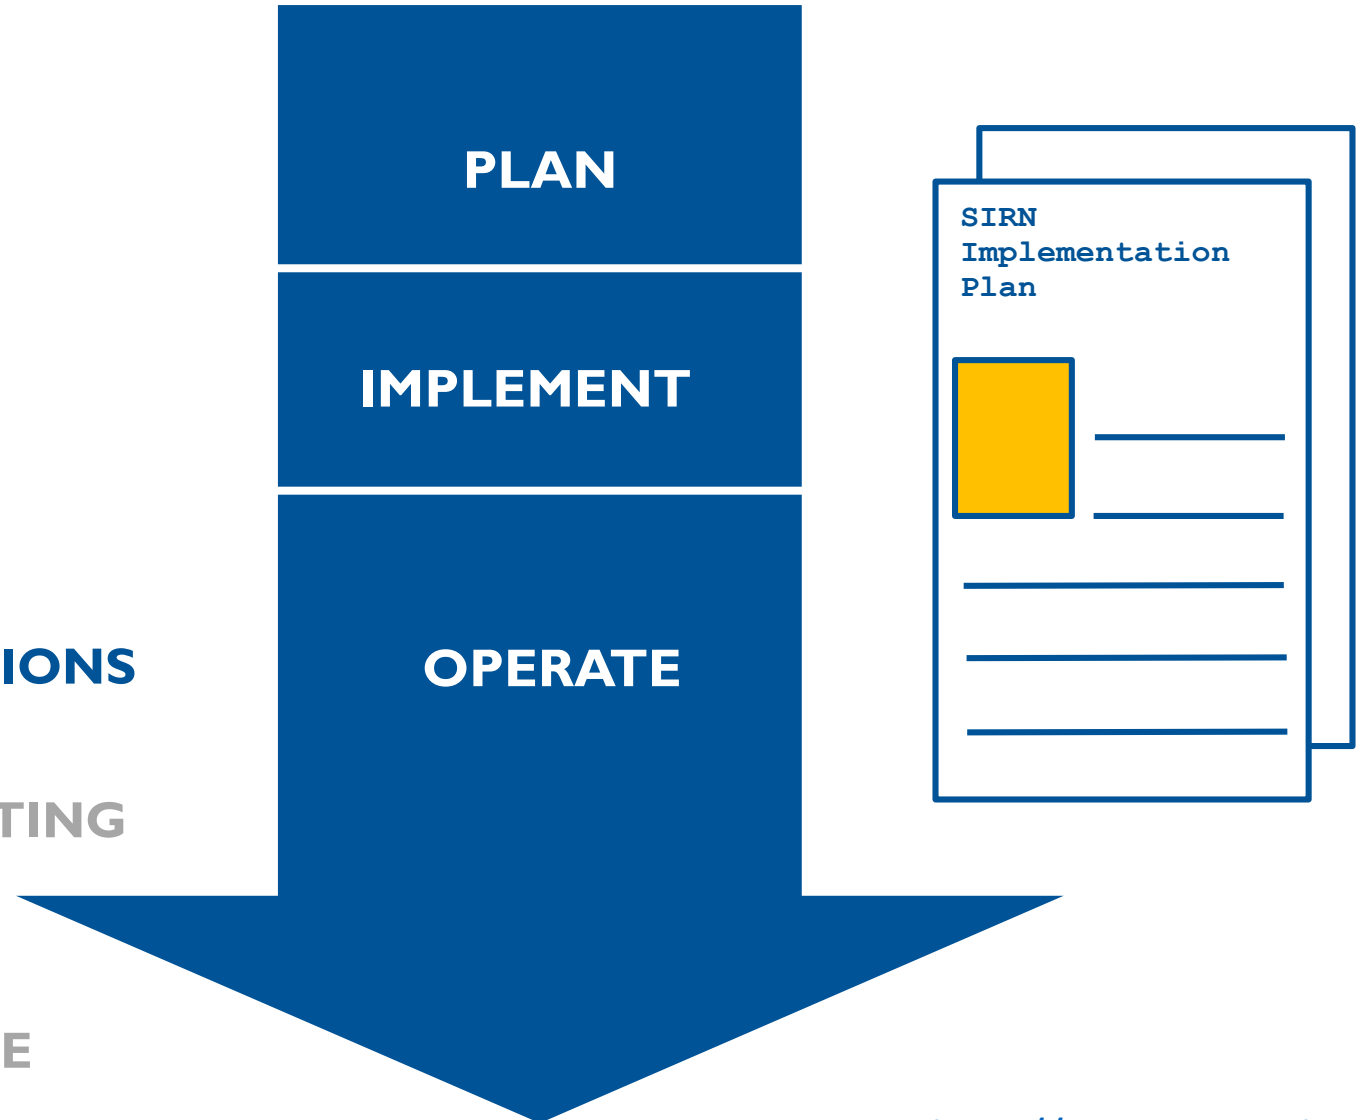 PLAN
SIRN
Implementation
Plan
IMPLEMENT
IONS
OPERATE
TING
E